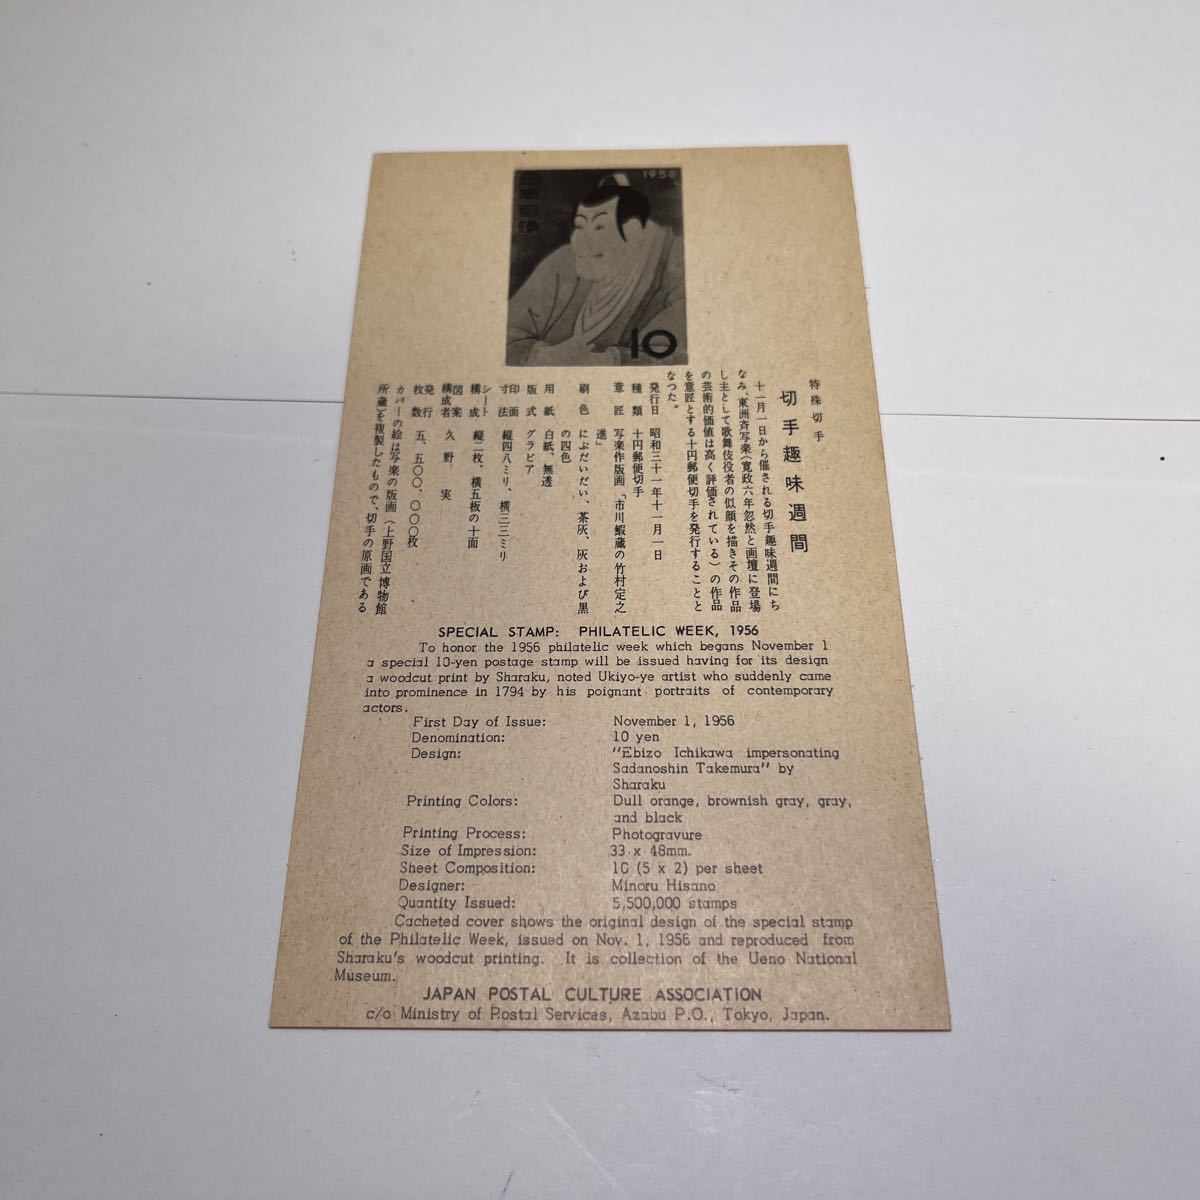 1956
10
特殊切手
切手趣味週間
十一月一日から催される切手趣味週間にち
なみ、東洲斉写楽(寛政六年忽然と画壇に登場
し主として歌舞伎役者の似顔を描きその作品
の芸術的価値は高く評価されている)の作品
を意匠とする十円郵便切手を発行することと
なつた。
発行日 昭和三十一年十一月一日
種類 十円郵便切手
意匠 写楽作版画「市川蝦蔵の竹村定之
進」
刷色 にぶだいだい、茶灰、灰および黒
の四色
用紙 白紙、無透
版式 グラビア
印面寸法 縦四八ミリ、横三三ミリ
シート構成 縦二枚、横五枚の十面
図案構成者 久野実
発行枚数 五、五〇〇、〇〇〇枚
カバーの絵は写楽の版画(上野国立博物館
所蔵)を複製したもので、切手の原画である
SPECIAL STAMP: PHILATELIC WEEK, 1956
To honor the 1956 philatelic week which begans November 1
a special 10-yen postage stamp will be issued having for its design
a woodcut print by Sharaku, noted Ukiyo-ye artist who suddenly came
into prominence in 1794 by his poignant portraits of contemporary
actors.
First Day of Issue: November 1, 1956
Denomination: 10 yen
Design: "Ebizo Ichikawa impersonating
Sadanoshin Takemura" by
Sharaku
Printing Colors: Dull orange, brownish gray, gray,
and black
Printing Process: Photogravure
Size of Impression: 33 x 48mm.
Sheet Composition: 10 (5 x 2) per sheet
Designer: Minoru Hisano
Quantity Issued: 5,500,000 stamps
Cacheted cover shows the original design of the special stamp
of the Philatelic Week, issued on Nov. 1, 1956 and reproduced from
Sharaku's woodcut printing. It is collection of the Ueno National
Museum.
JAPAN POSTAL CULTURE ASSOCIATION
c/o Ministry of Postal Services, Azabu P.O., Tokyo, Japan.